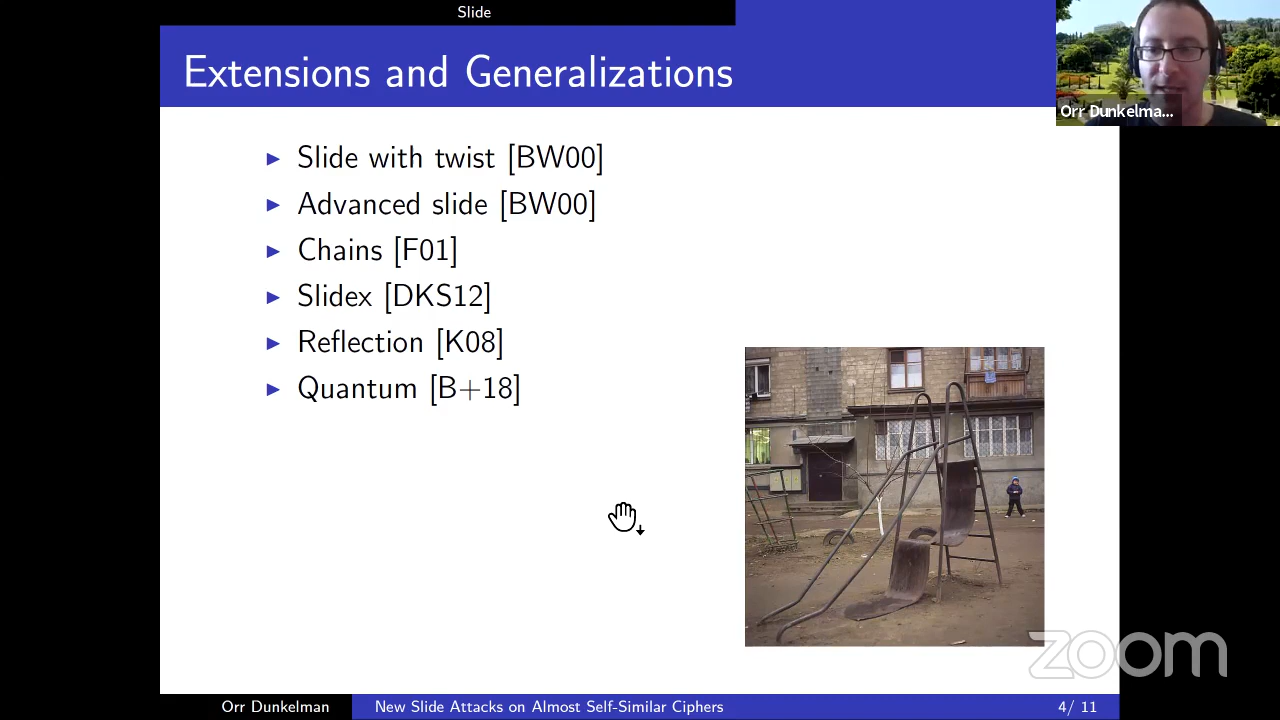 Slide
Extensions and Generalizations
Orr Dunkelma...
▶ Slide with twist [BW00]
▶ Advanced slide [BW00]
▶ Chains [F01]
▶ Slidex [DKS12]
▶ Reflection [K08]
▶ Quantum [B+18]
zoom
Orr Dunkelman
New Slide Attacks on Almost Self-Similar Ciphers
4/ 11